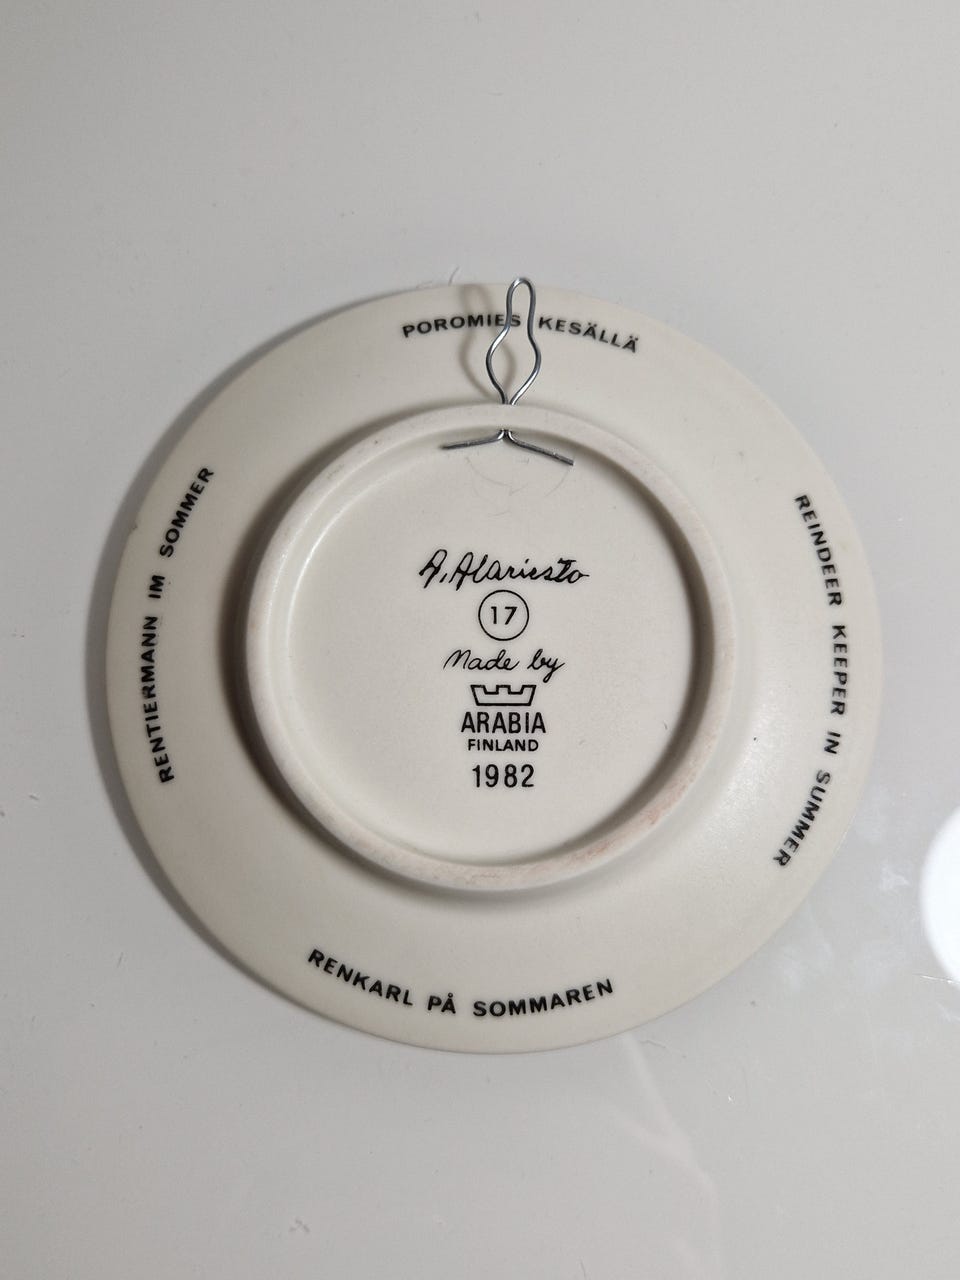 POROMIES KESÄLLÄ
REINDEER KEEPER IN SUMMER
RENKARL PÅ SOMMAREN
RENTIERMANN IM SOMMER
A. Alariesto
17
Made by
ARABIA
FINLAND
1982